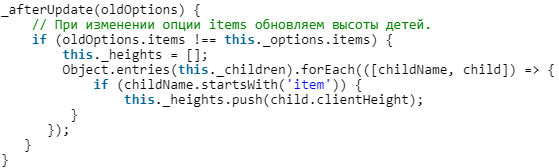 _afterUpdate(oldOptions) {
    // При изменении опции items обновляем высоты детей.
    if (oldOptions.items !== this._options.items) {
        this._heights = [];
        Object.entries(this._children).forEach(([childName, child]) => {
            if (childName.startsWith('item')) {
                this._heights.push(child.clientHeight);
         }
      });
   }
}